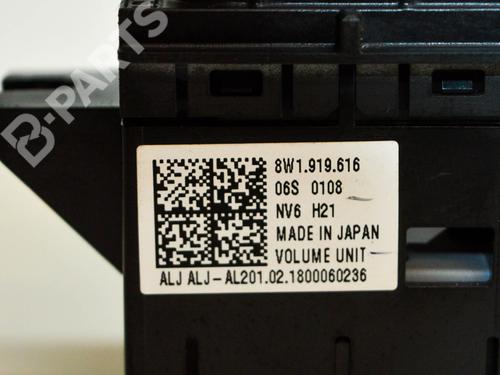 B-PARTS
8W1.919.616
06S 0108
NV6 H21
MADE IN JAPAN
VOLUME UNIT
ALJ ALJ-AL201.02.1800060236